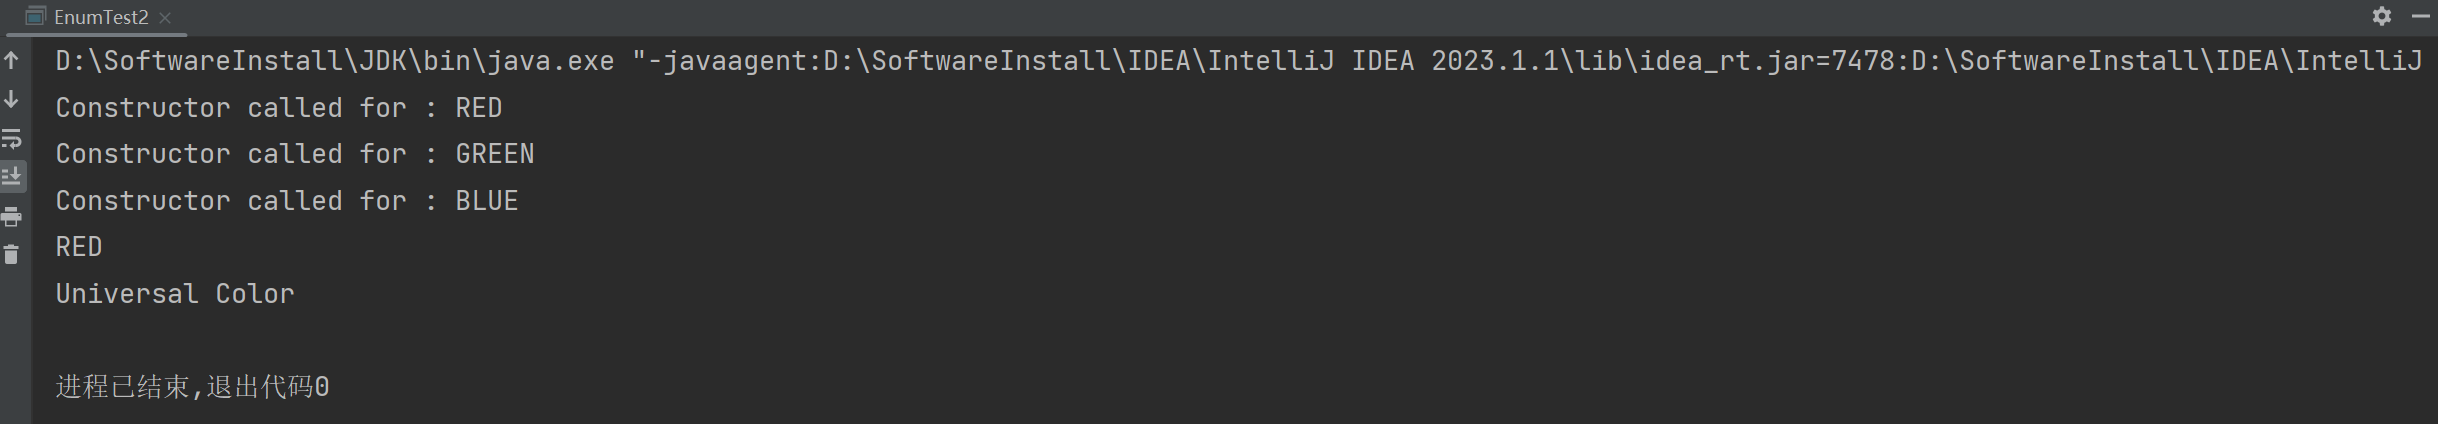 EnumTest2
D:\SoftwareInstall\JDK\bin\java.exe "-javaagent:D:\SoftwareInstall\IDEA\IntelliJ IDEA 2023.1.1\lib\idea_rt.jar=7478:D:\SoftwareInstall\IDEA\IntelliJ
Constructor called for : RED
Constructor called for : GREEN
Constructor called for : BLUE
RED
Universal Color
进程已结束,退出代码0